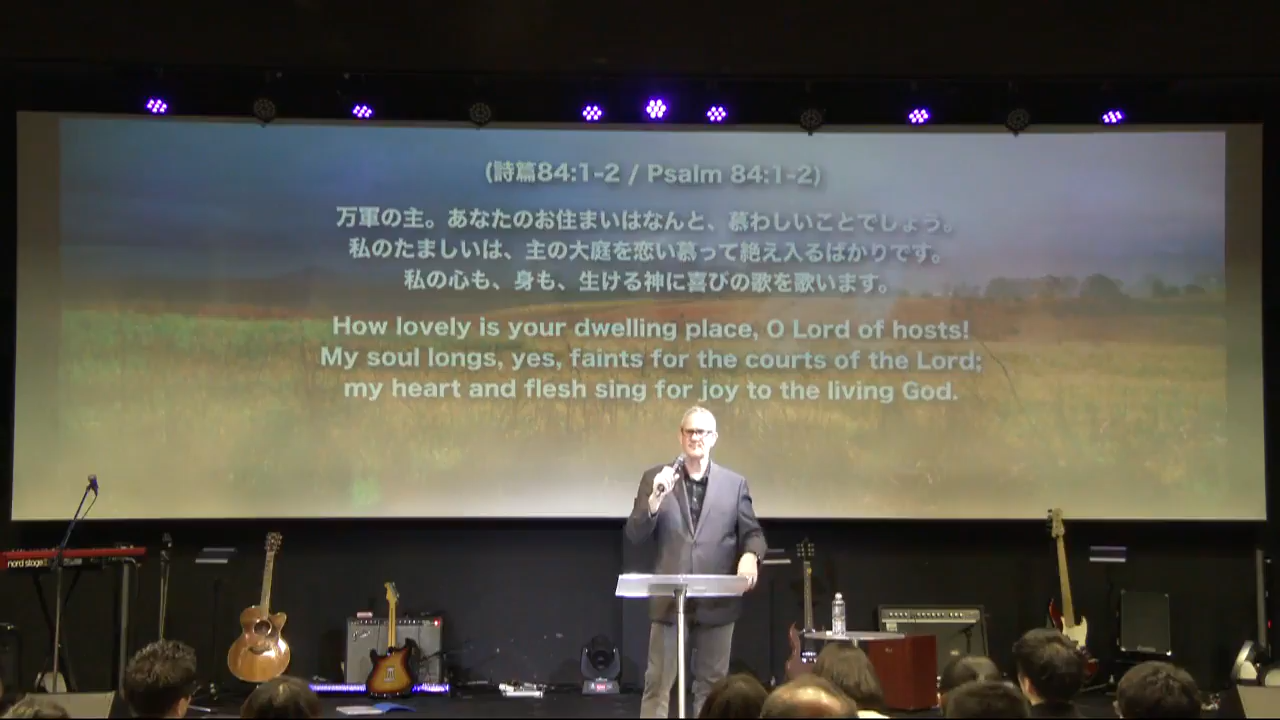 (詩篇84:1-2 / Psalm 84:1-2)
万軍の主。あなたのお住まいはなんと、慕わしいことでしょう。
私のたましいは、主の大庭を恋い慕って絶え入るばかりです。
私の心も、身も、生ける神に喜びの歌を歌います。
How lovely is your dwelling place, O Lord of hosts!
My soul longs, yes, faints for the courts of the Lord;
my heart and flesh sing for joy to the living God.
nord stage